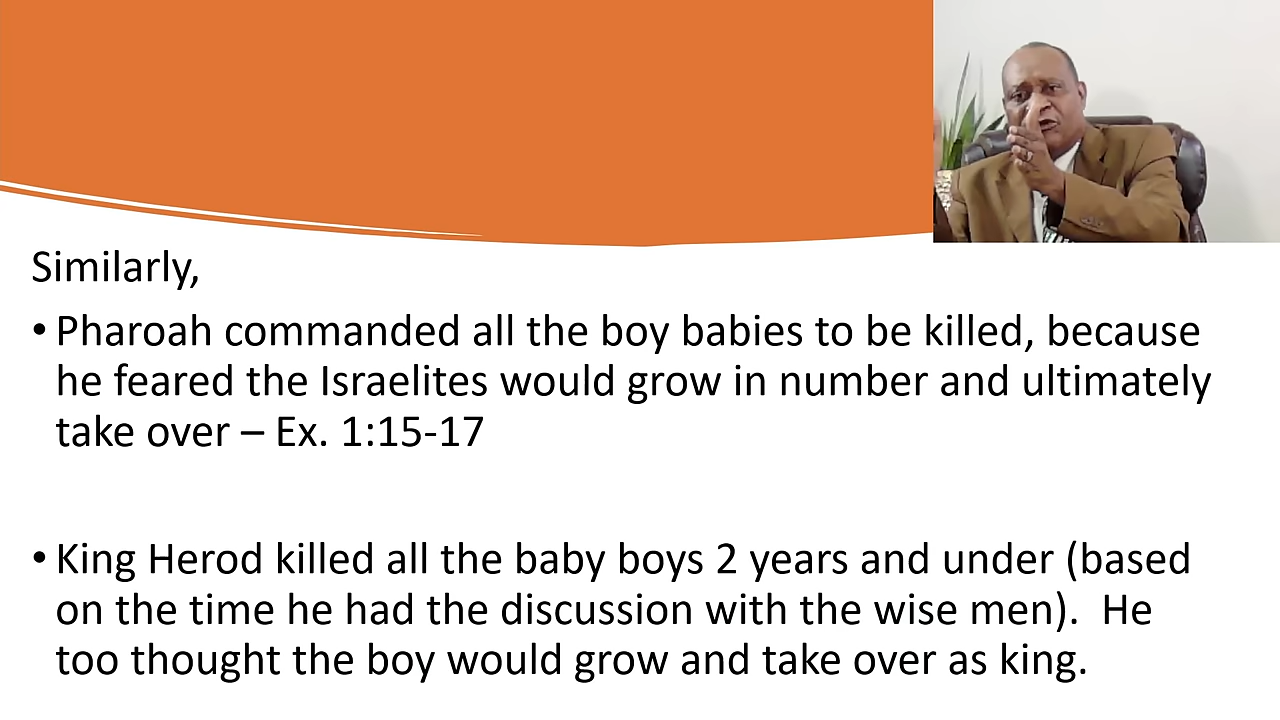 Similarly,
• Pharoah commanded all the boy babies to be killed, because
he feared the Israelites would grow in number and ultimately
take over – Ex. 1:15-17
• King Herod killed all the baby boys 2 years and under (based
on the time he had the discussion with the wise men).  He
too thought the boy would grow and take over as king.